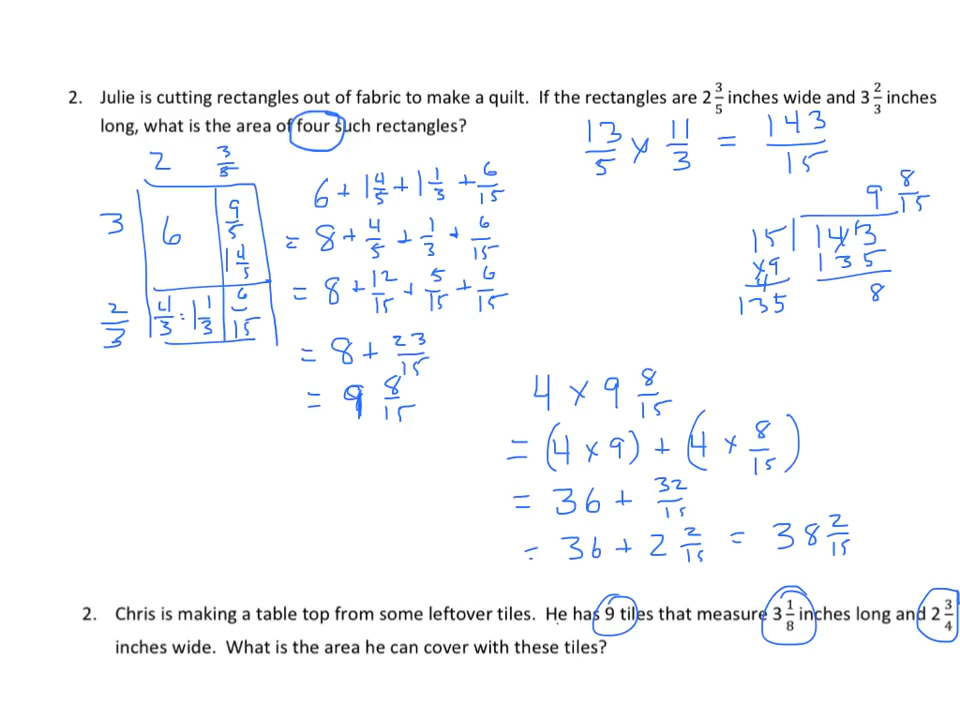 2. Julie is cutting rectangles out of fabric to make a quilt. If the rectangles are 2 3/5 inches wide and 3 2/3 inches
long, what is the area of four such rectangles?
13/5 x 11/3 = 143/15
2 3/5
3 6 9/5
1 4/5
2/3 4/3 = 1 1/3 6/15
6 + 1 4/5 + 1 1/3 + 6/15
= 8 + 4/5 + 1/3 + 6/15
= 8 + 12/15 + 5/15 + 6/15
= 8 + 23/15
= 9 8/15
9 8/15
15 143
x9 135
4 8
135
4 x 9 8/15
= (4 x 9) + (4 x 8/15)
= 36 + 32/15
= 36 + 2 2/15 = 38 2/15
2. Chris is making a table top from some leftover tiles. He has 9 tiles that measure 3 1/8 inches long and 2 3/4
inches wide. What is the area he can cover with these tiles?